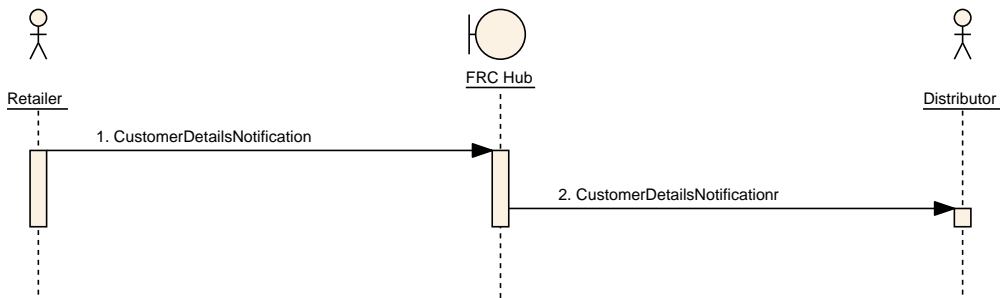 FRC Hub
Retailer
Distributor
1. CustomerDetailsNotification
2. CustomerDetailsNotificationr